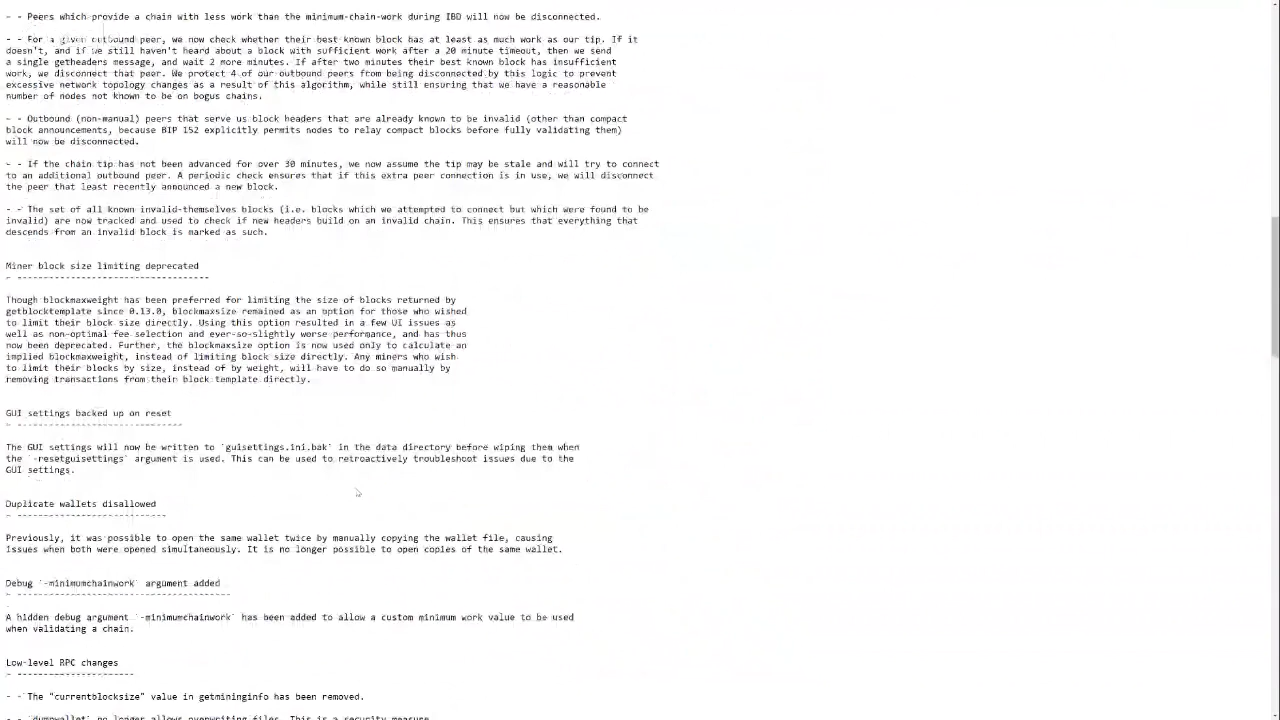 - - Peers which provide a chain with less work than the minimum-chain-work during IBD will now be disconnected.
- - For a given outbound peer, we now check whether their best known block has at least as much work as our tip. If it
doesn't, and if we still haven't heard about a block with sufficient work after a 20 minute timeout, then we send
a single getheaders message, and wait 2 more minutes. If after two minutes their best known block has insufficient
work, we disconnect that peer. We protect 4 of our outbound peers from being disconnected by this logic to prevent
excessive network topology changes as a result of this algorithm, while still ensuring that we have a reasonable
number of nodes not known to be on bogus chains.
- - Outbound (non-manual) peers that serve us block headers that are already known to be invalid (other than compact
block announcements, because BIP 152 explicitly permits nodes to relay compact blocks before fully validating them)
will now be disconnected.
- - If the chain tip has not been advanced for over 30 minutes, we now assume the tip may be stale and will try to connect
to an additional outbound peer. A periodic check ensures that if this extra peer connection is in use, we will disconnect
the peer that least recently announced a new block.
- - The set of all known invalid-themselves blocks (i.e. blocks which we attempted to connect but which were found to be
invalid) are now tracked and used to check if new headers build on an invalid chain. This ensures that everything that
descends from an invalid block is marked as such.
Miner block size limiting deprecated
- ------------------------------------
Though blockmaxweight has been preferred for limiting the size of blocks returned by
getblocktemplate since 0.13.0, blockmaxsize remained as an option for those who wished
to limit their block size directly. Using this option resulted in a few UI issues as
well as non-optimal fee selection and ever-so-slightly worse performance, and has thus
now been deprecated. Further, the blockmaxsize option is now used only to calculate an
implied blockmaxweight, instead of limiting block size directly. Any miners who wish
to limit their blocks by size, instead of by weight, will have to do so manually by
removing transactions from their block template directly.
GUI settings backed up on reset
- -------------------------------
The GUI settings will now be written to `guisettings.ini.bak` in the data directory before wiping them when
the `-resetguisettings` argument is used. This can be used to retroactively troubleshoot issues due to the
GUI settings.
Duplicate wallets disallowed
- ----------------------------
Previously, it was possible to open the same wallet twice by manually copying the wallet file, causing
issues when both were opened simultaneously. It is no longer possible to open copies of the same wallet.
Debug `-minimumchainwork` argument added
- ----------------------------------------
A hidden debug argument `-minimumchainwork` has been added to allow a custom minimum work value to be used
when validating a chain.
Low-level RPC changes
- ----------------------
- - The "currentblocksize" value in getmininginfo has been removed.
- - `dumpwallet` no longer allows overwriting files. This is a security measure